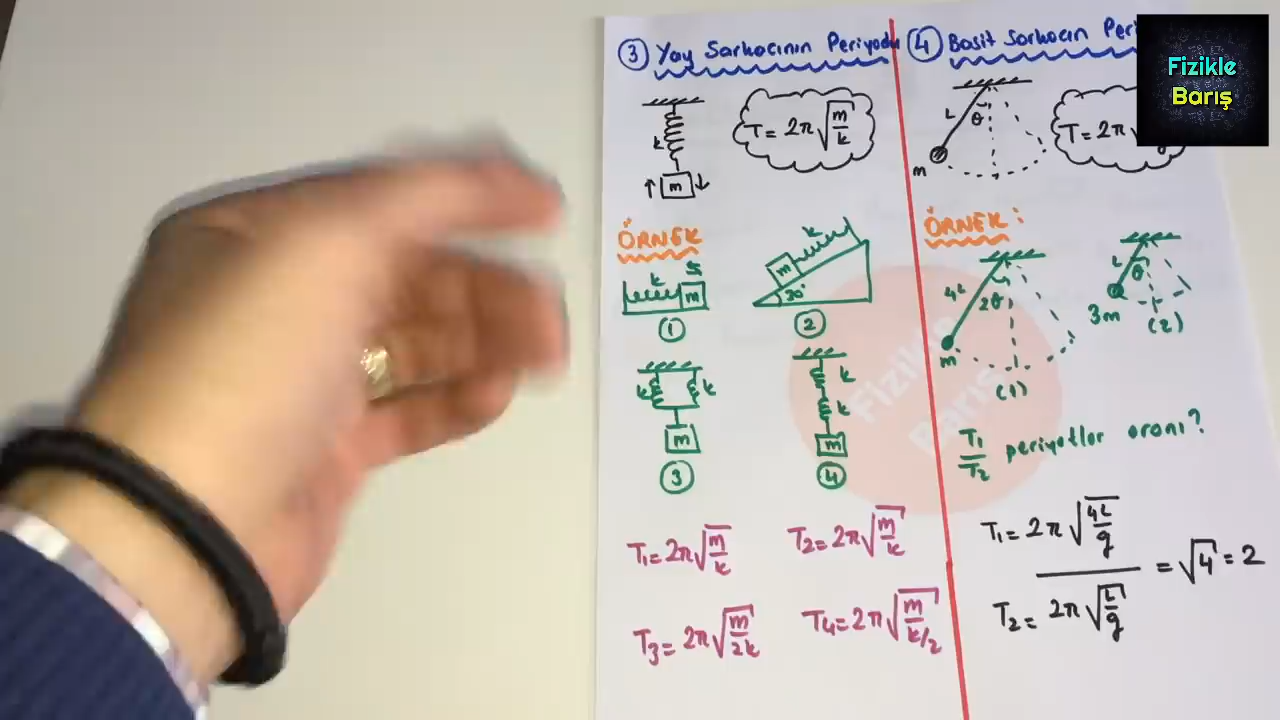 ③ Yay Sarkacının Periyodu
T = 2π√m/k
k
m
ÖRNEK
k
m
①
k
m
30°
②
k
k
m
③
k
k
m
④
T₁ = 2π√m/k
T₂ = 2π√m/k
T₃ = 2π√m/2k
T₄ = 2π√m/k/2
④ Basit Sarkacın
L
θ
m
T = 2π
ÖRNEK:
4L
2θ
m
(1)
L
θ
3m
(2)
T₁/T₂ periyotlar oranı?
T₁ = 2π√4L/g
= √4 = 2
T₂ = 2π√L/g
Fizikle
Barış
Fizikle
Barış